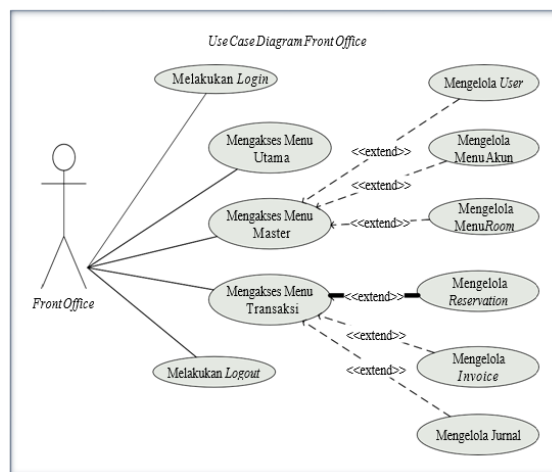 Use Case Diagram Front Office
Melakukan Login
Mengelola User
<<extend>>
Mengakses Menu
Utama
Mengelola
Menu Akun
<<extend>>
Mengakses Menu
Master
<<extend>>
Mengelola
Menu Room
Front Office
Mengakses Menu
Transaksi
<<extend>>
Mengelola
Reservation
<<extend>>
Mengelola
Invoice
Melakukan Logout
<<extend>>
Mengelola Jurnal